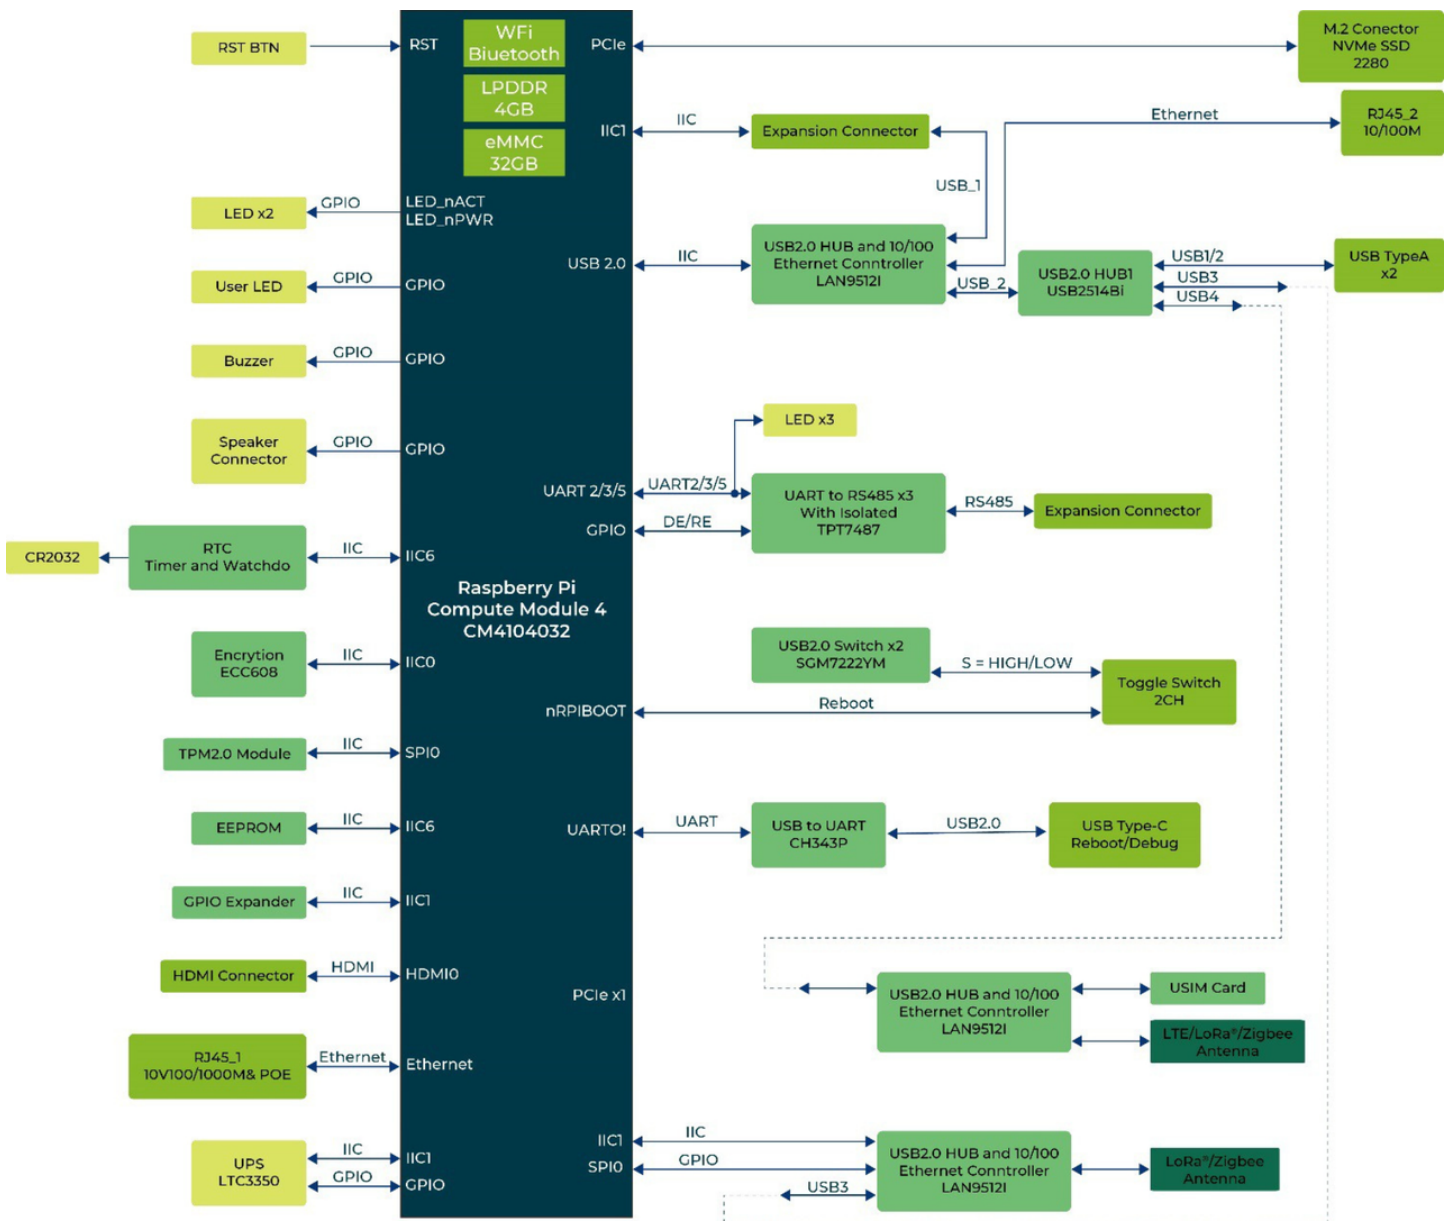 RST BTN
RST
WFi
Biuetooth
PCIe
M.2 Conector
NVMe SSD
2280
LPDDR
4GB
Ethernet
RJ45_2
10/100M
IIC1
IIC
Expansion Connector
eMMC
32GB
USB_1
LED x2
GPIO
LED_nACT
LED_nPWR
USB 2.0
IIC
USB2.0 HUB and 10/100
Ethernet Conntroller
LAN9512I
USB_2
USB2.0 HUB1
USB2514Bi
USB1/2
USB3
USB4
USB TypeA
x2
User LED
GPIO
GPIO
Buzzer
GPIO
GPIO
LED x3
Speaker
Connector
GPIO
GPIO
UART 2/3/5
UART2/3/5
UART to RS485 x3
With Isolated
TPT7487
RS485
Expansion Connector
GPIO
DE/RE
CR2032
RTC
Timer and Watchdo
IIC
IIC6
Raspberry Pi
Compute Module 4
CM4104032
Encrytion
ECC608
IIC
IIC0
USB2.0 Switch x2
SGM7222YM
S = HIGH/LOW
Toggle Switch
2CH
nRPIBOOT
Reboot
TPM2.0 Module
IIC
SPI0
EEPROM
IIC
IIC6
UARTO!
UART
USB to UART
CH343P
USB2.0
USB Type-C
Reboot/Debug
GPIO Expander
IIC
IIC1
HDMI Connector
HDMI
HDMI0
PCIe x1
USB2.0 HUB and 10/100
Ethernet Conntroller
LAN9512I
USIM Card
LTE/LoRa®/Zigbee
Antenna
RJ45_1
10V100/1000M& POE
Ethernet
Ethernet
UPS
LTC3350
IIC
GPIO
IIC1
GPIO
IIC1
SPI0
IIC
GPIO
USB3
USB2.0 HUB and 10/100
Ethernet Conntroller
LAN9512I
LoRa®/Zigbee
Antenna